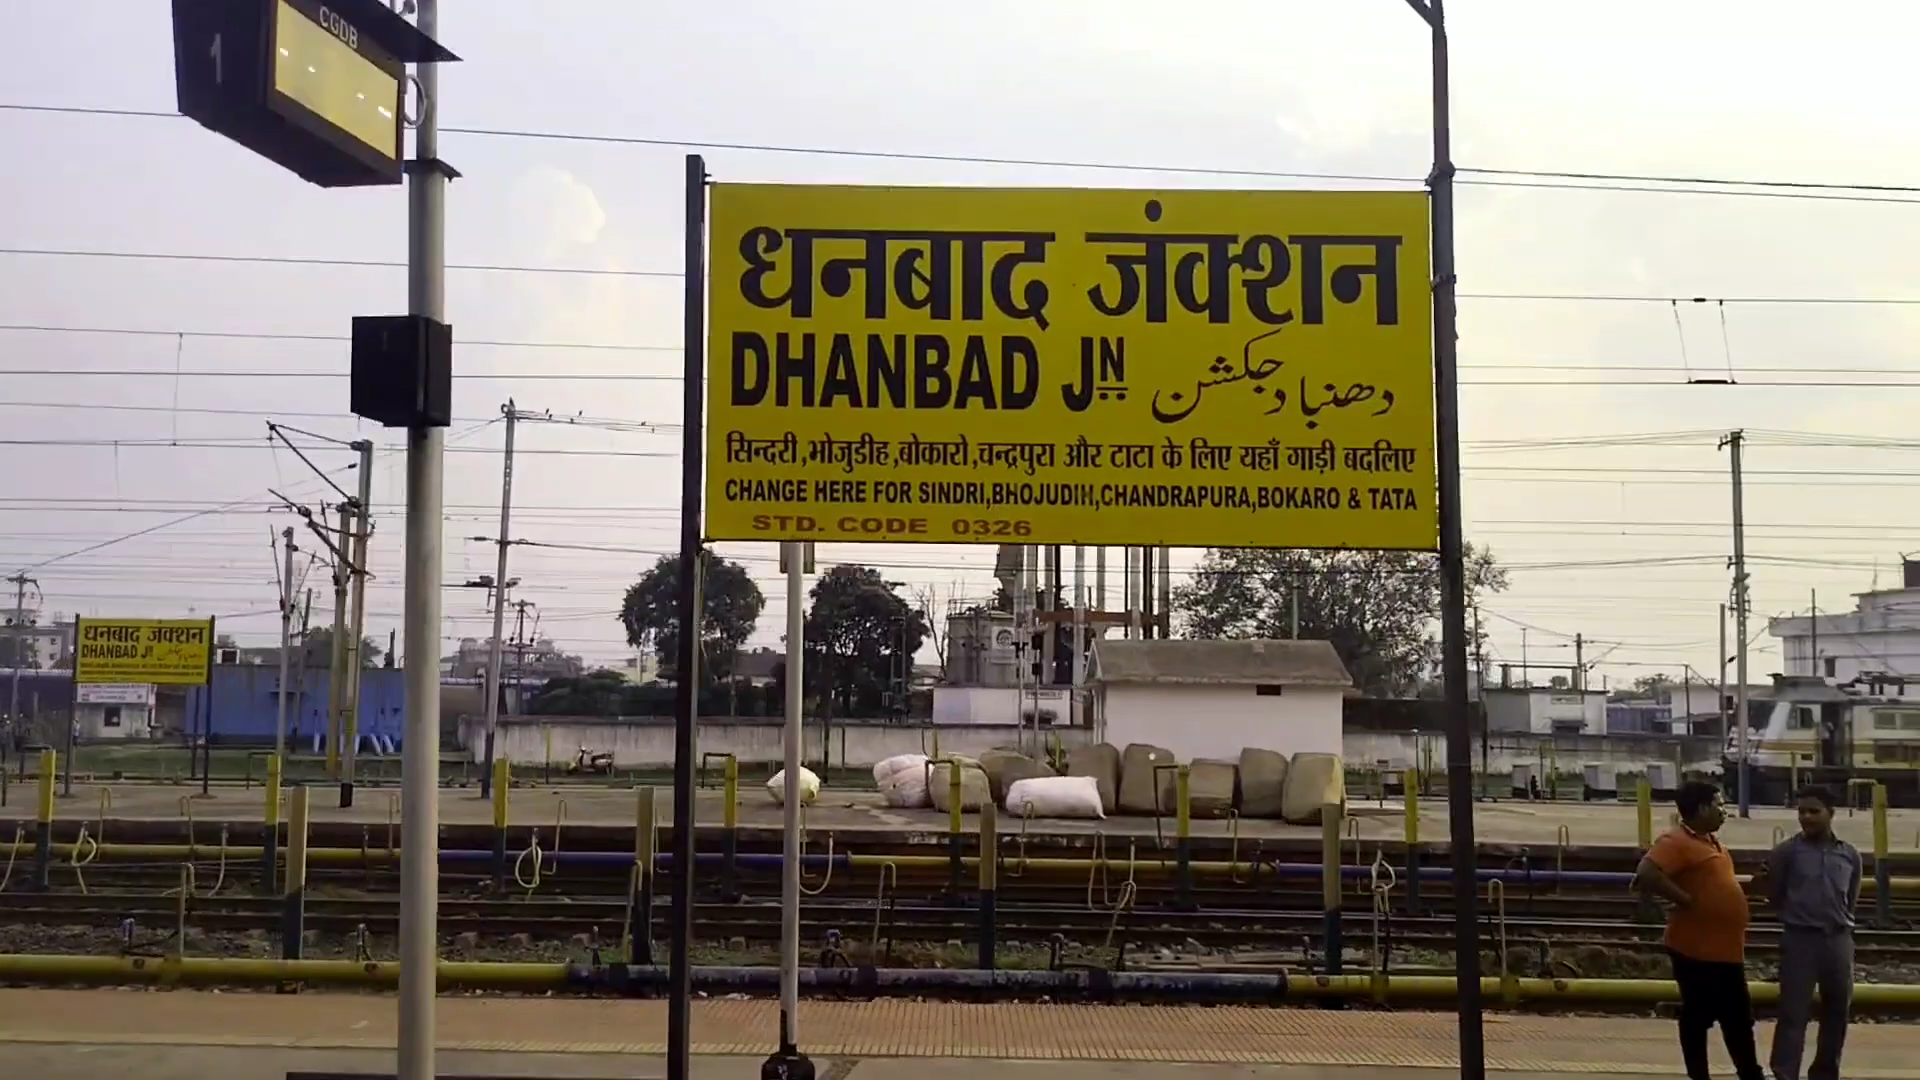 CGDB
1
धनबाद जंक्शन
DHANBAD JN
دھنبا د جکشن
सिन्दरी,भोजुडीह,बोकारो,चन्द्रपुरा और टाटा के लिए यहाँ गाड़ी बदलिए
CHANGE HERE FOR SINDRI,BHOJUDIH,CHANDRAPURA,BOKARO & TATA
STD. CODE 0326
धनबाद जंक्शन
DHANBAD JN